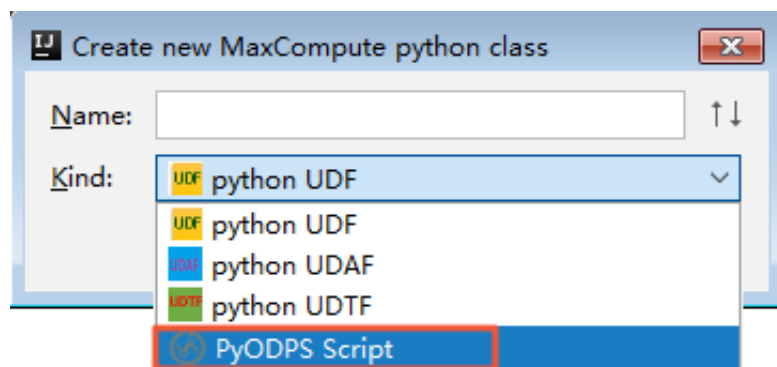 IJ Create new MaxCompute python class
Name:
Kind: UDF python UDF
UDF python UDF
UDAF python UDAF
UDTF python UDTF
PyODPS Script